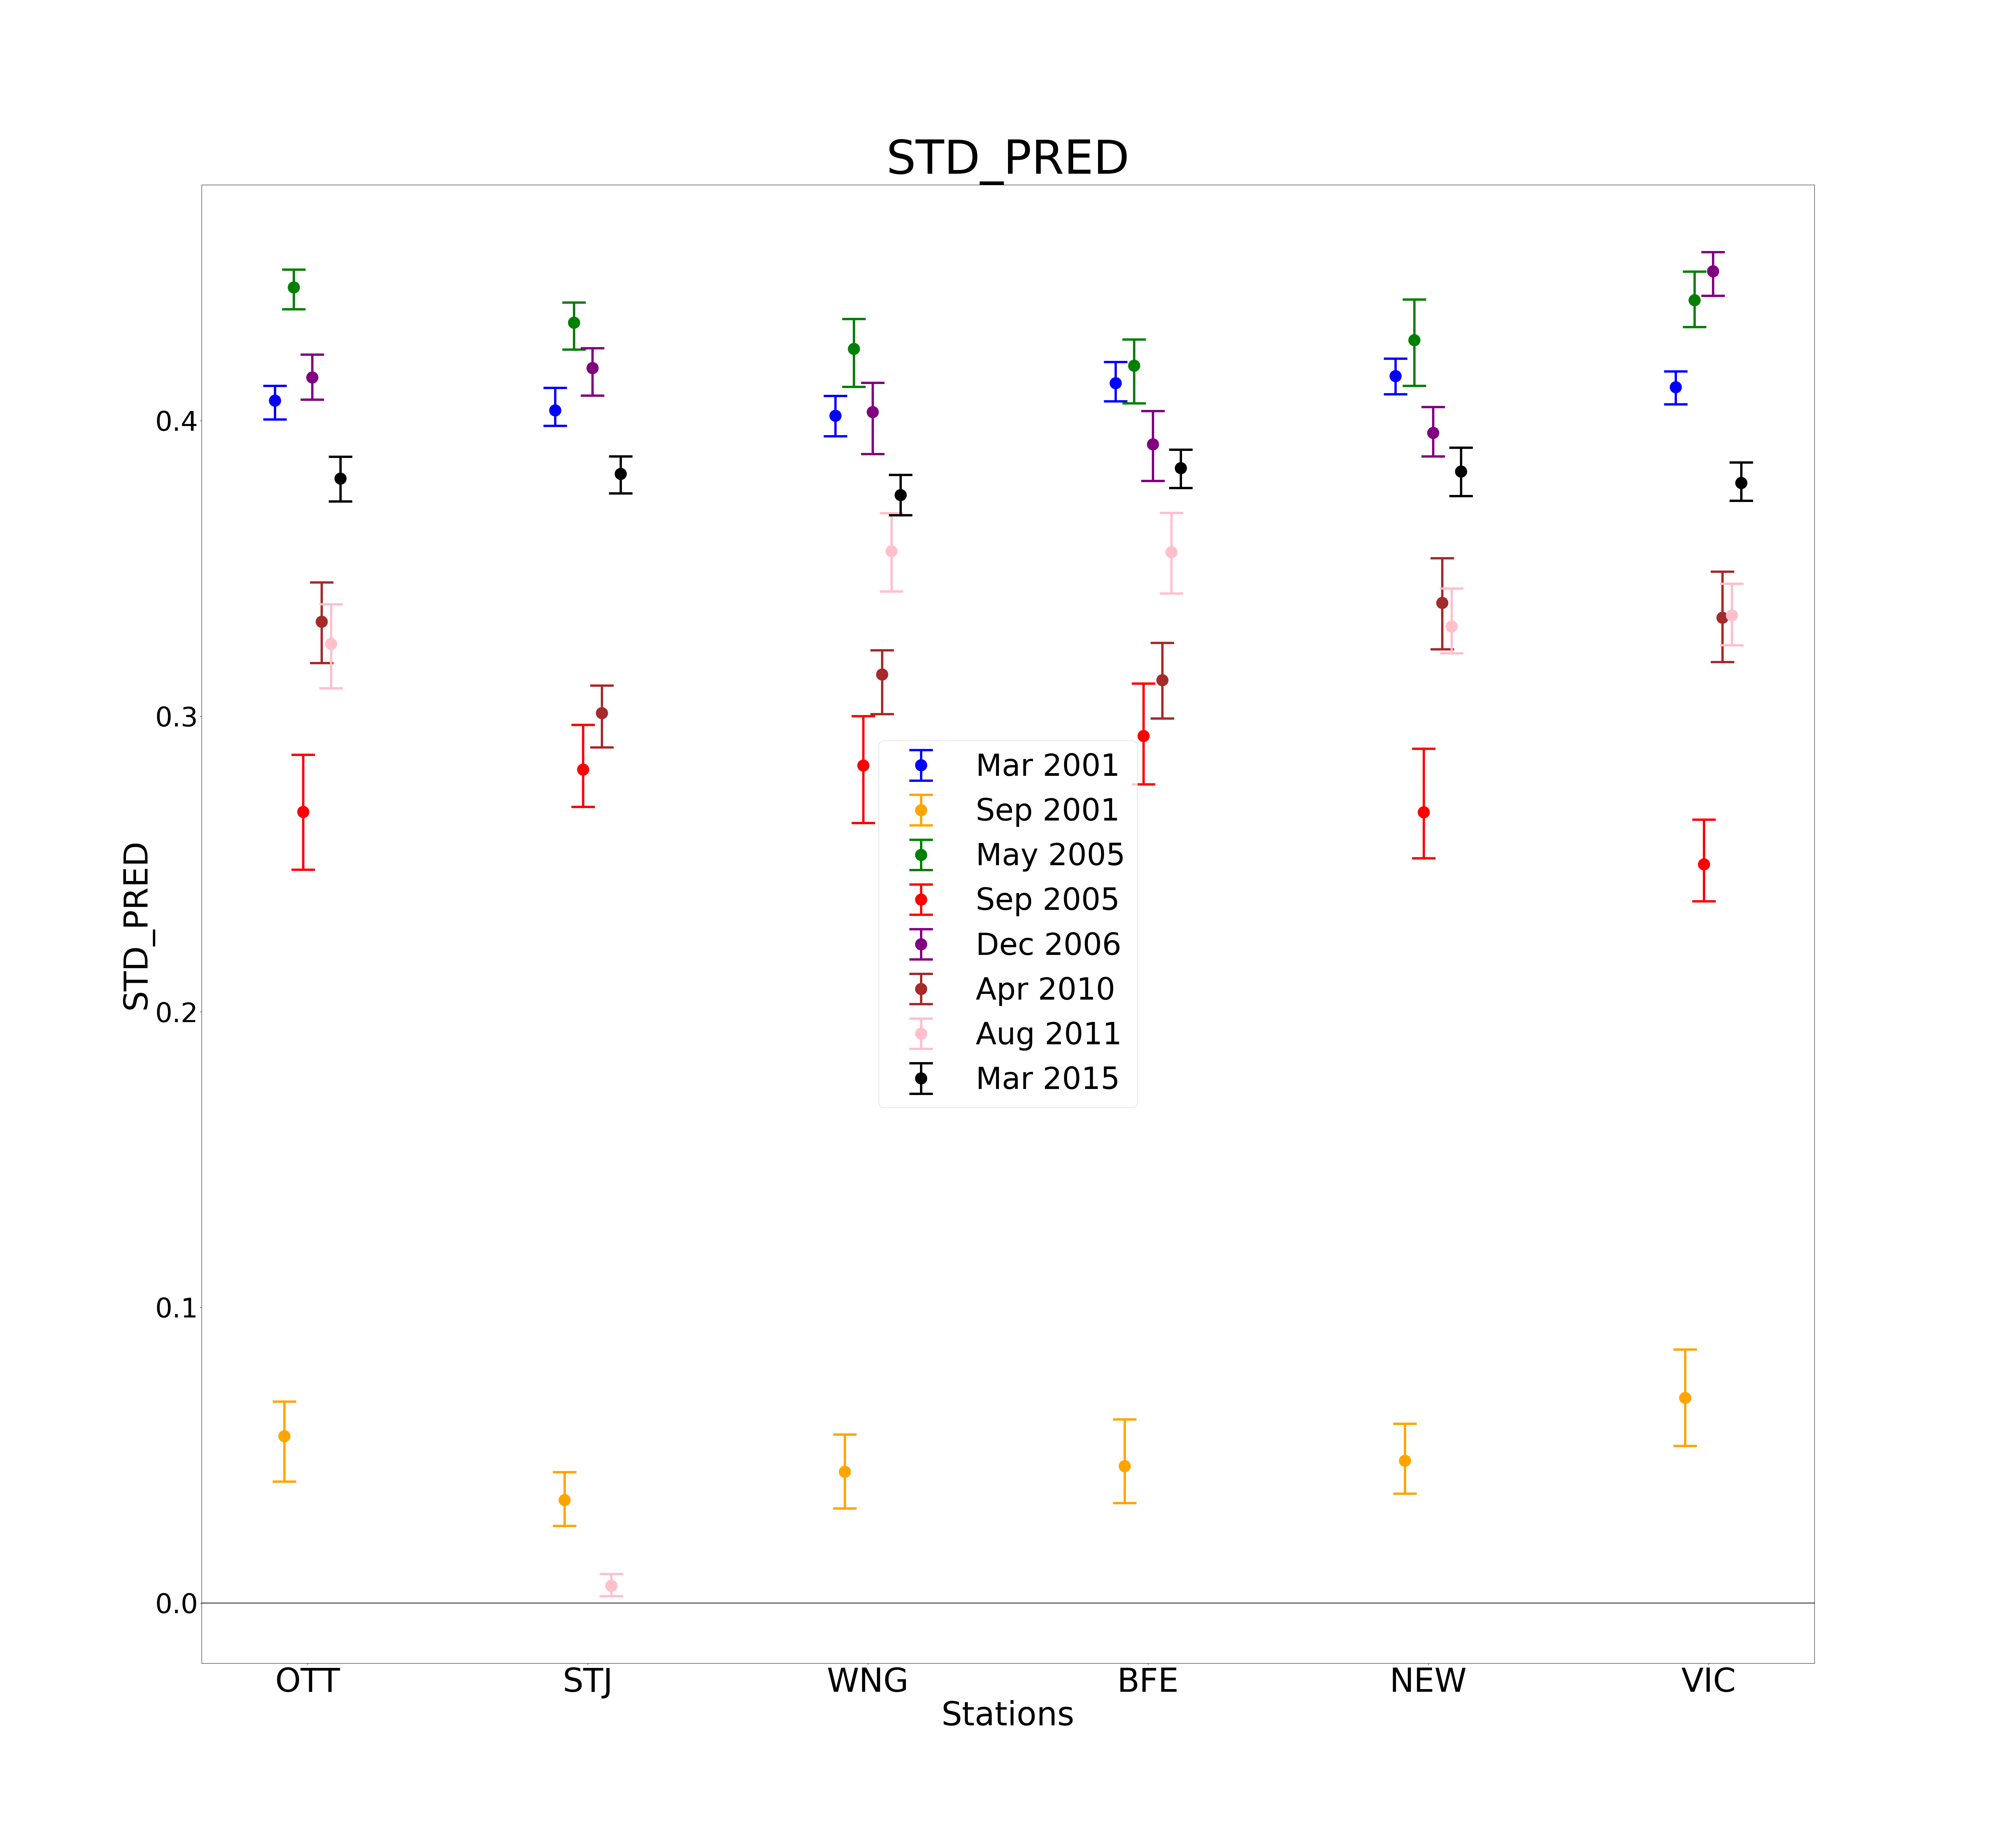 STD_PRED
STD_PRED
0.4
0.3
0.2
0.1
0.0
Mar 2001
Sep 2001
May 2005
Sep 2005
Dec 2006
Apr 2010
Aug 2011
Mar 2015
OTT STJ WNG BFE NEW VIC
Stations